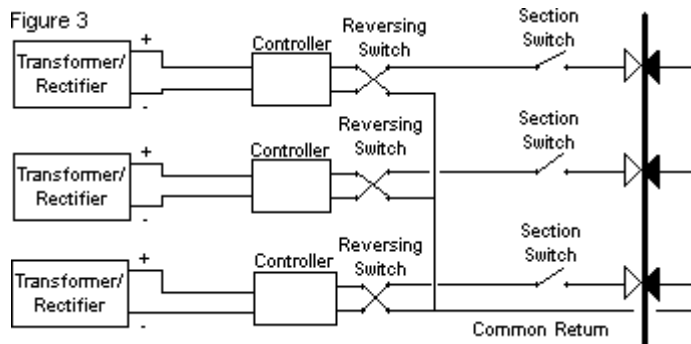 Figure 3
+
Transformer/
Rectifier
-
Controller
Reversing
Switch
Section
Switch
+
Transformer/
Rectifier
-
Controller
Reversing
Switch
Section
Switch
+
Transformer/
Rectifier
-
Controller
Reversing
Switch
Section
Switch
Common Return